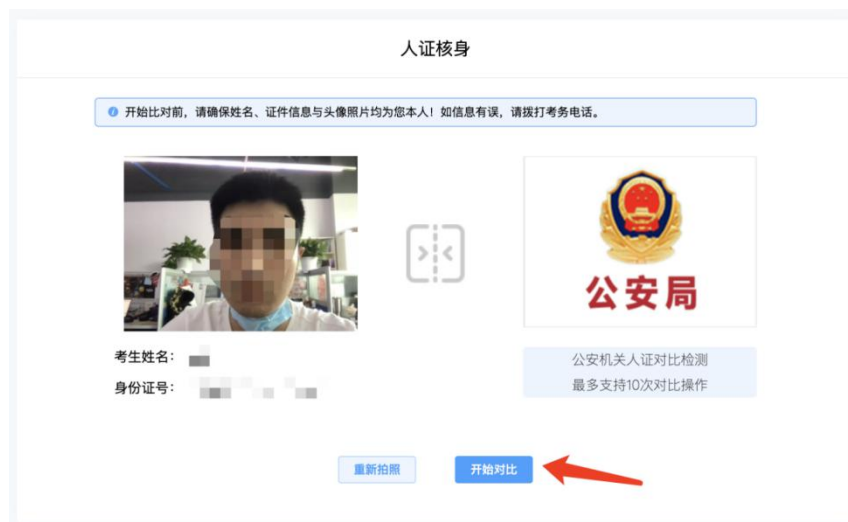 人证核身
开始比对前，请确保姓名、证件信息与头像照片均为您本人！如信息有误，请拨打考务电话。
公安局
考生姓名：
身份证号：
公安机关人证对比检测
最多支持10次对比操作
重新拍照
开始对比